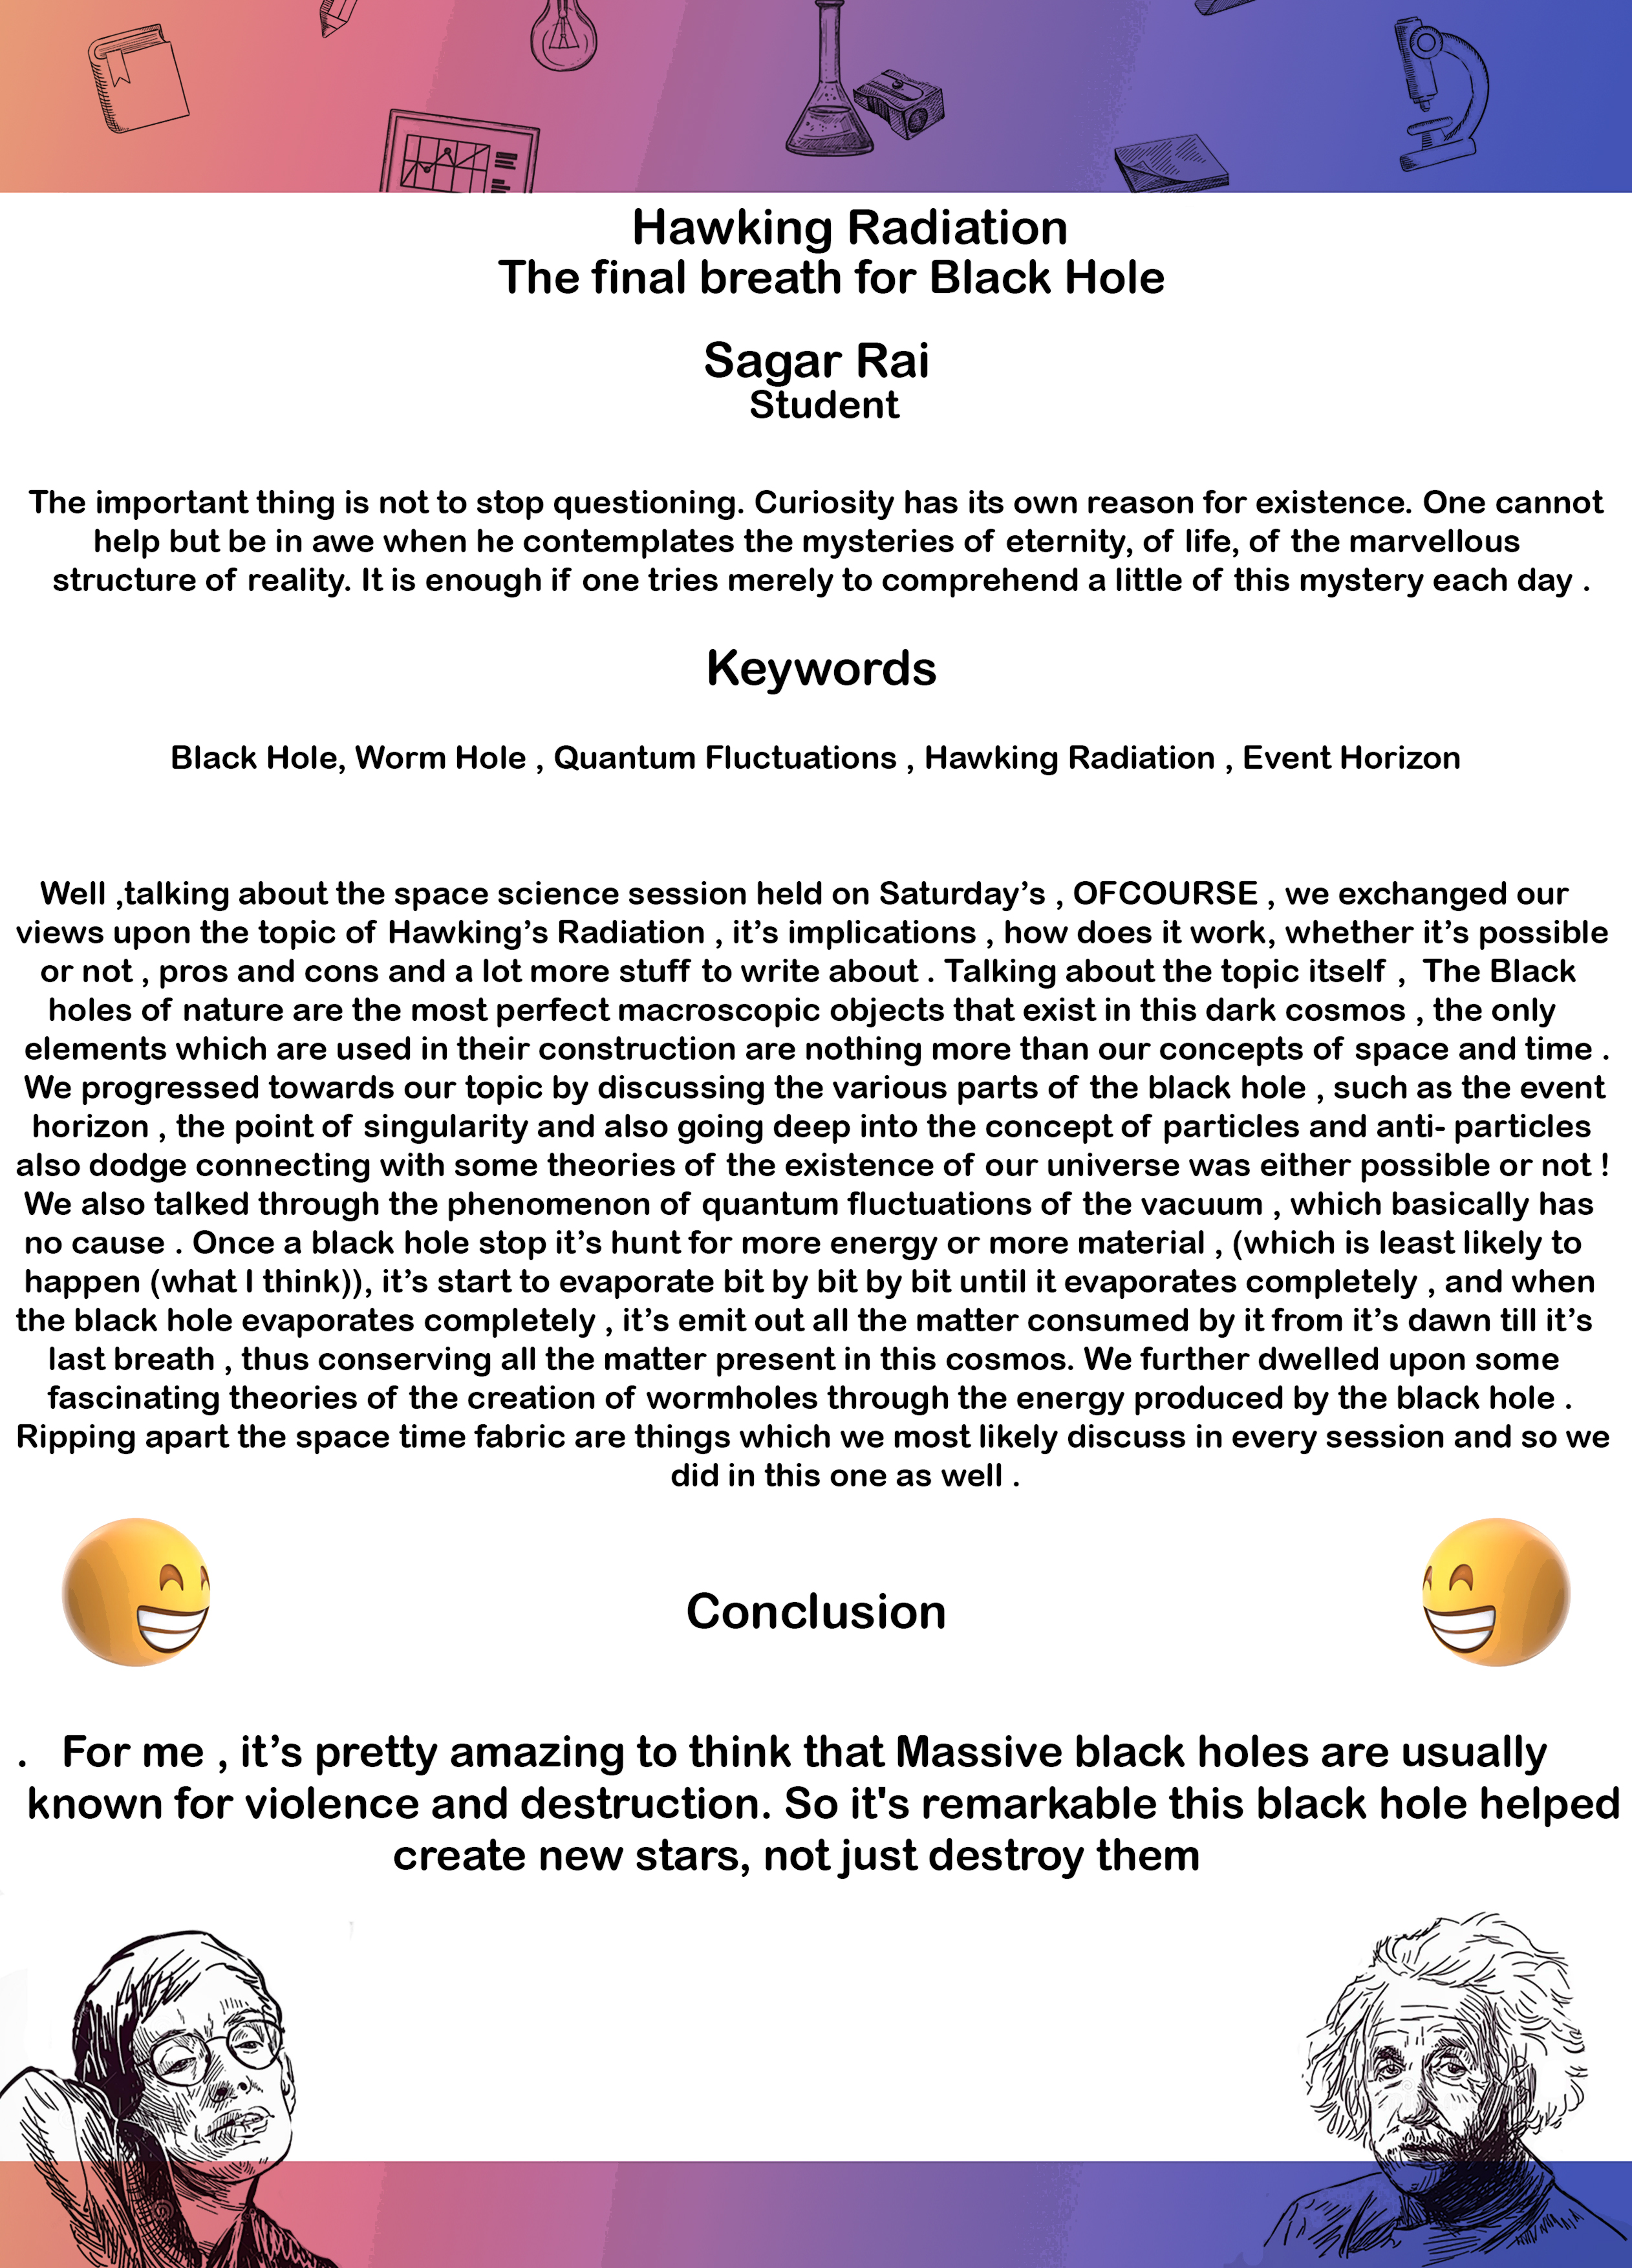 Hawking Radiation
The final breath for Black Hole
Sagar Rai
Student
The important thing is not to stop questioning. Curiosity has its own reason for existence. One cannot
help but be in awe when he contemplates the mysteries of eternity, of life, of the marvellous
structure of reality. It is enough if one tries merely to comprehend a little of this mystery each day .
Keywords
Black Hole, Worm Hole , Quantum Fluctuations , Hawking Radiation , Event Horizon
Well ,talking about the space science session held on Saturday’s , OFCOURSE , we exchanged our
views upon the topic of Hawking’s Radiation , it’s implications , how does it work, whether it’s possible
or not , pros and cons and a lot more stuff to write about . Talking about the topic itself , The Black
holes of nature are the most perfect macroscopic objects that exist in this dark cosmos , the only
elements which are used in their construction are nothing more than our concepts of space and time .
We progressed towards our topic by discussing the various parts of the black hole , such as the event
horizon , the point of singularity and also going deep into the concept of particles and anti- particles
also dodge connecting with some theories of the existence of our universe was either possible or not !
We also talked through the phenomenon of quantum fluctuations of the vacuum , which basically has
no cause . Once a black hole stop it’s hunt for more energy or more material , (which is least likely to
happen (what I think)), it’s start to evaporate bit by bit by bit until it evaporates completely , and when
the black hole evaporates completely , it’s emit out all the matter consumed by it from it’s dawn till it’s
last breath , thus conserving all the matter present in this cosmos. We further dwelled upon some
fascinating theories of the creation of wormholes through the energy produced by the black hole .
Ripping apart the space time fabric are things which we most likely discuss in every session and so we
did in this one as well .
Conclusion
. For me , it’s pretty amazing to think that Massive black holes are usually
known for violence and destruction. So it's remarkable this black hole helped
create new stars, not just destroy them